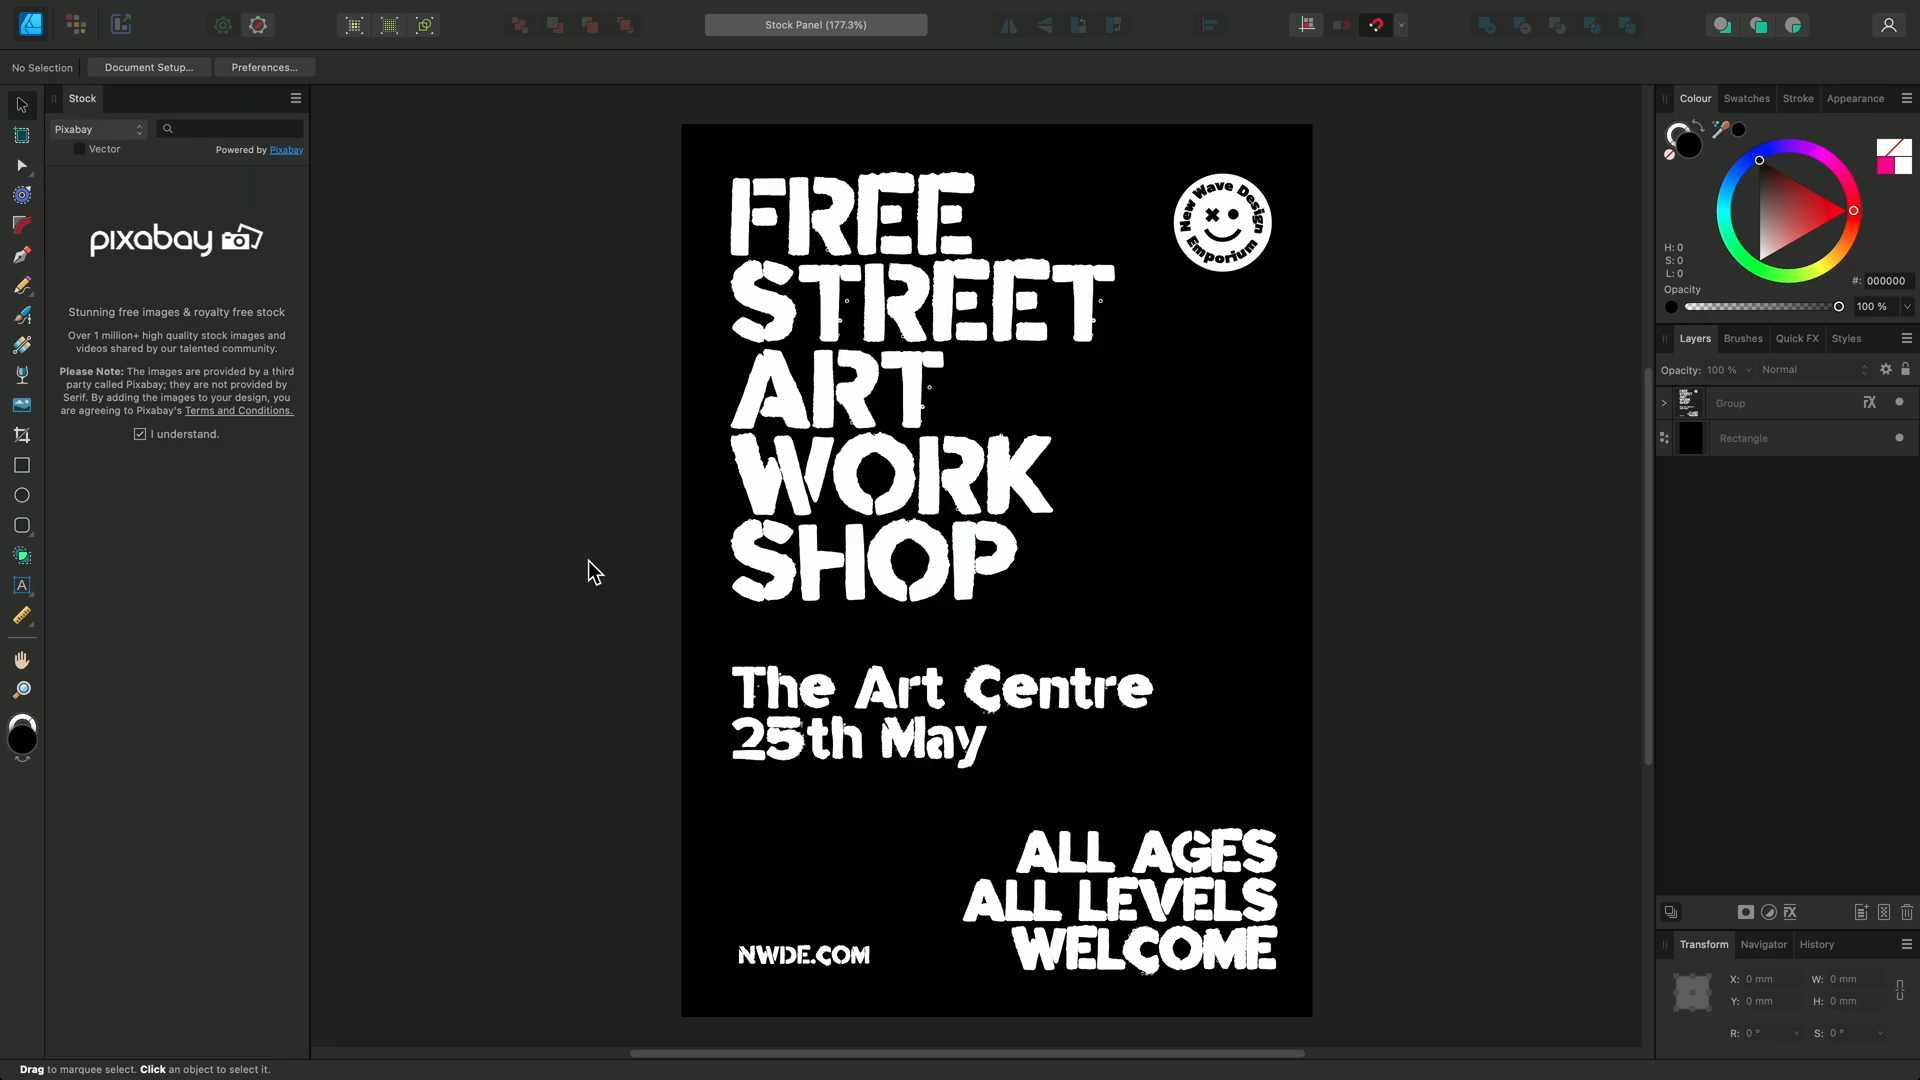 Stock Panel (177.3%)
No Selection
Document Setup...
Preferences...
Stock
Pixabay
Vector
Powered by Pixabay
pixabay
Stunning free images & royalty free stock
Over 1 million+ high quality stock images and
videos shared by our talented community.
Please Note: The images are provided by a third
party called Pixabay; they are not provided by
Serif. By adding the images to your design, you
are agreeing to Pixabay's Terms and Conditions.
I understand.
FREE
STREET
ART
WORK
SHOP
New Wave Design
Emporium
The Art Centre
25th May
ALL AGES
ALL LEVELS
WELCOME
NWDE.COM
Colour Swatches Stroke Appearance
H: 0
S: 0
L: 0
#: 000000
Opacity
100 %
Layers Brushes Quick FX Styles
Opacity: 100 % Normal
Group
Rectangle
Transform Navigator History
X: 0 mm W: 0 mm
Y: 0 mm H: 0 mm
R: 0 ° S: 0 °
Drag to marquee select. Click an object to select it.